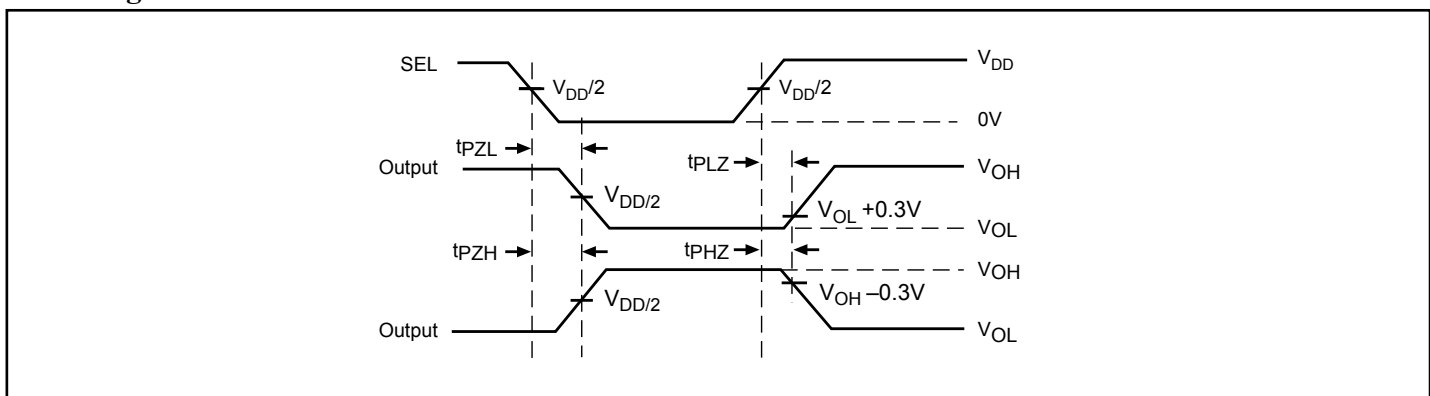 SEL
VDD/2
VDD/2
VDD
0V
tPZL
tPLZ
Output
VOH
VDD/2
VOL +0.3V
VOL
tPZH
tPHZ
VOH
VDD/2
VOH –0.3V
Output
VOL